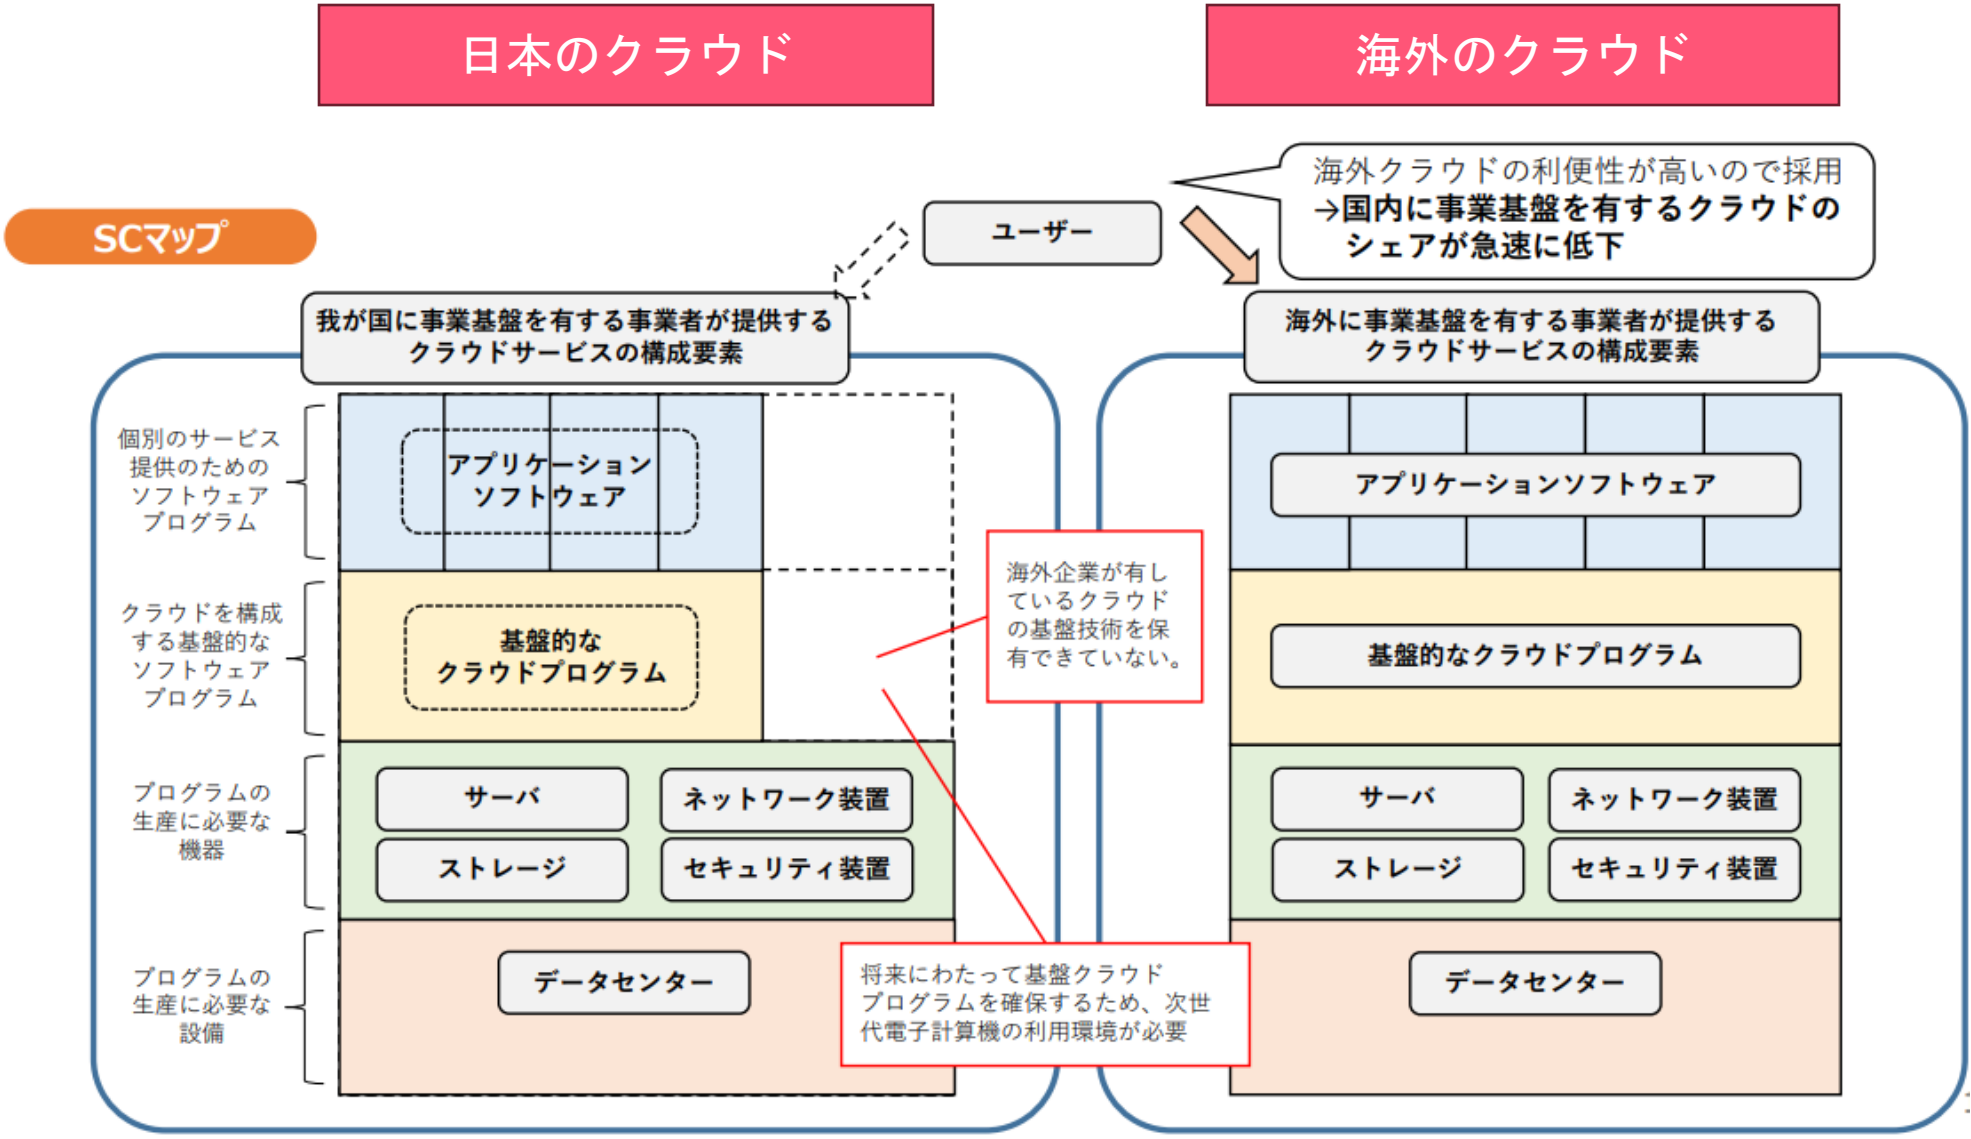 日本のクラウド
海外のクラウド
海外クラウドの利便性が高いので採用
→国内に事業基盤を有するクラウドの
シェアが急速に低下
ユーザー
SCマップ
我が国に事業基盤を有する事業者が提供する
クラウドサービスの構成要素
海外に事業基盤を有する事業者が提供する
クラウドサービスの構成要素
個別のサービス
提供のための
ソフトウェア
プログラム
アプリケーション
ソフトウェア
アプリケーションソフトウェア
海外企業が有し
ているクラウド
の基盤技術を保
有できていない。
クラウドを構成
する基盤的な
ソフトウェア
プログラム
基盤的な
クラウドプログラム
基盤的なクラウドプログラム
プログラムの
生産に必要な
機器
サーバ
ネットワーク装置
ストレージ
セキュリティ装置
サーバ
ネットワーク装置
ストレージ
セキュリティ装置
プログラムの
生産に必要な
設備
データセンター
将来にわたって基盤クラウド
プログラムを確保するため、次世
代電子計算機の利用環境が必要
データセンター